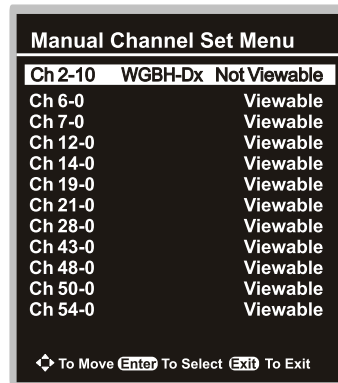 Manual Channel Set Menu
Ch 2-10 WGBH-Dx Not Viewable
Ch 6-0 Viewable
Ch 7-0 Viewable
Ch 12-0 Viewable
Ch 14-0 Viewable
Ch 19-0 Viewable
Ch 21-0 Viewable
Ch 28-0 Viewable
Ch 43-0 Viewable
Ch 48-0 Viewable
Ch 50-0 Viewable
Ch 54-0 Viewable
To Move Enter To Select Exit To Exit